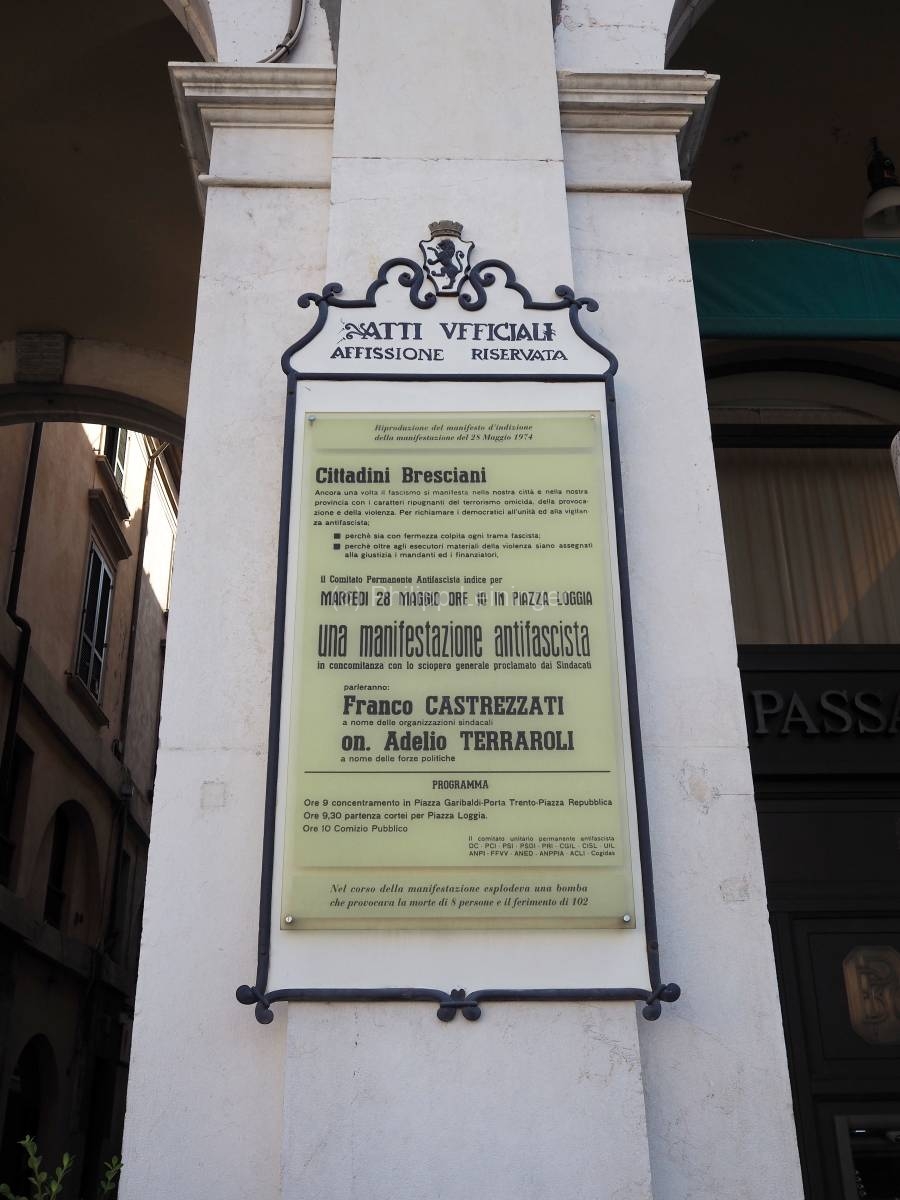 ATTI VFFICIALI
AFFISSIONE RISERVATA
Riproduzione del manifesto d'indizione
della manifestazione del 28 Maggio 1974
Cittadini Bresciani
Ancora una volta il fascismo si manifesta nella nostra città e nella nostra
provincia con i caratteri ripugnanti del terrorismo omicida, della provoca-
zione e della violenza. Per richiamare i democratici all'unità ed alla vigilan
za antifascista;
perchè sia con fermezza colpita ogni trama fascista;
perchè oltre agli esecutori materiali della violenza siano assegnati
alla giustizia i mandanti ed i finanziatori,
il Comitato Permanente Antifascista indice per
MARTEDI 28 MAGGIO ORE 10 IN PIAZZA LOGGIA
una manifestazione antifascista
in concomitanza con lo sciopero generale proclamato dai Sindacati
parleranno:
Franco CASTREZZATI
a nome delle organizzazioni sindacali
on. Adelio TERRAROLI
a nome delle forze politiche
PROGRAMMA
Ore 9 concentramento in Piazza Garibaldi-Porta Trento-Piazza Repubblica
Ore 9,30 partenza cortei per Piazza Loggia.
Ore 10 Comizio Pubblico
il comitato unitario permanente antifascista
DC - PCI - PSI - PSDI - PRI - CGIL - CISL - UIL
ANPI - FFVV - ANED - ANPPIA - ACLI - Cogidas
Nel corso della manifestazione esplodeva una bomba
che provocava la morte di 8 persone e il ferimento di 102
PASSA